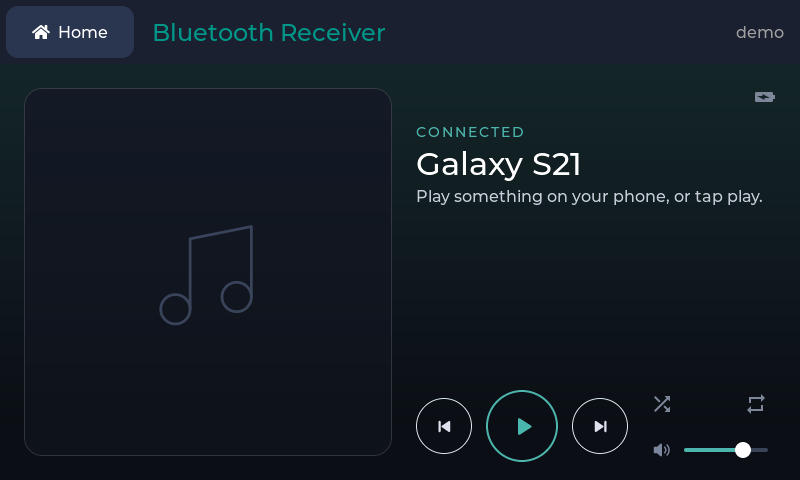 Home
Bluetooth Receiver
demo
CONNECTED
Galaxy S21
Play something on your phone, or tap play.